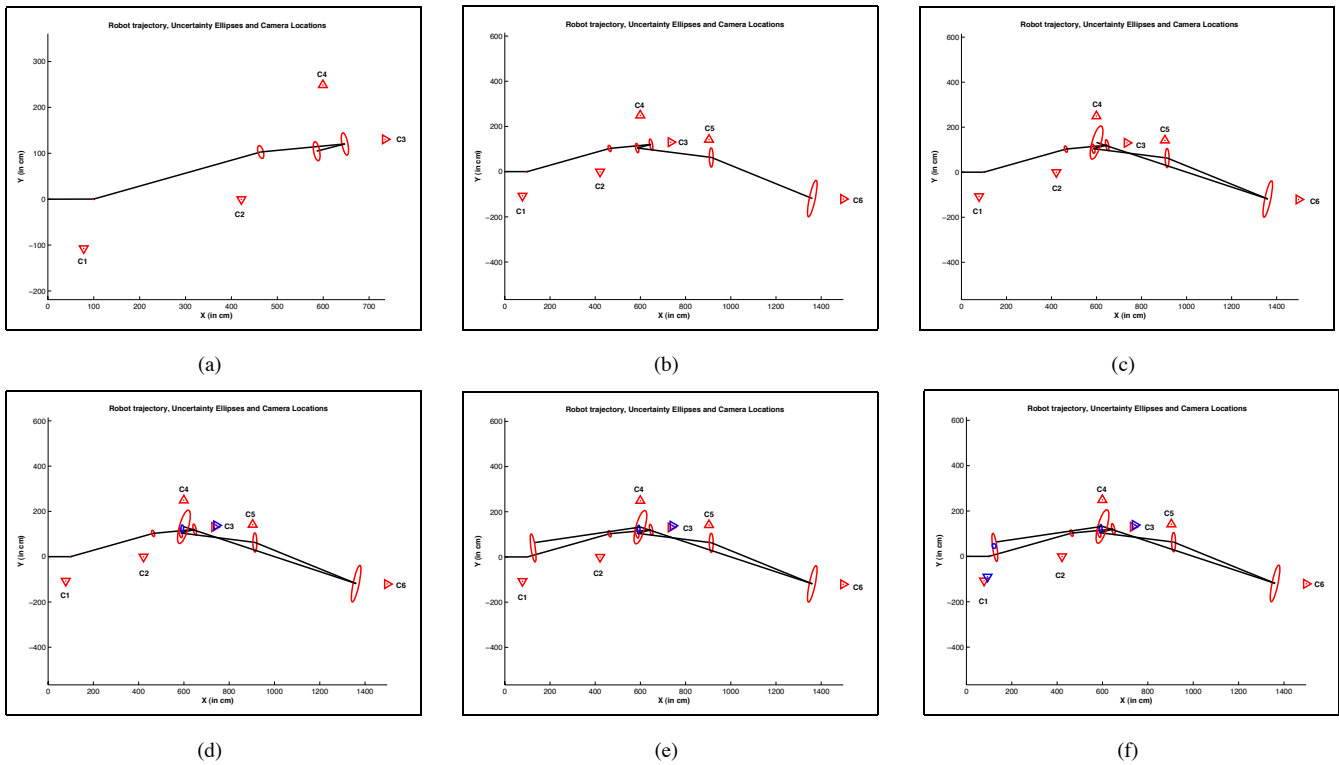 Robot trajectory, Uncertainty Ellipses and Camera Locations
300
200
100
0
−100
−200
Y (in cm)
C4
C3
C2
C1
0 100 200 300 400 500 600 700
X (in cm)
(a)
Robot trajectory, Uncertainty Ellipses and Camera Locations
600
400
200
0
−200
−400
Y (in cm)
C4
C5
C3
C2
C1
C6
0 200 400 600 800 1000 1200 1400
X (in cm)
(b)
Robot trajectory, Uncertainty Ellipses and Camera Locations
600
400
200
0
−200
−400
Y (in cm)
C4
C5
C3
C2
C1
C6
0 200 400 600 800 1000 1200 1400
X (in cm)
(c)
Robot trajectory, Uncertainty Ellipses and Camera Locations
600
400
200
0
−200
−400
Y (in cm)
C4
C5
C3
C2
C1
C6
0 200 400 600 800 1000 1200 1400
X (in cm)
(d)
Robot trajectory, Uncertainty Ellipses and Camera Locations
600
400
200
0
−200
−400
Y (in cm)
C4
C5
C3
C2
C1
C6
0 200 400 600 800 1000 1200 1400
X (in cm)
(e)
Robot trajectory, Uncertainty Ellipses and Camera Locations
600
400
200
0
−200
−400
Y (in cm)
C4
C5
C3
C2
C1
C6
0 200 400 600 800 1000 1200 1400
X (in cm)
(f)